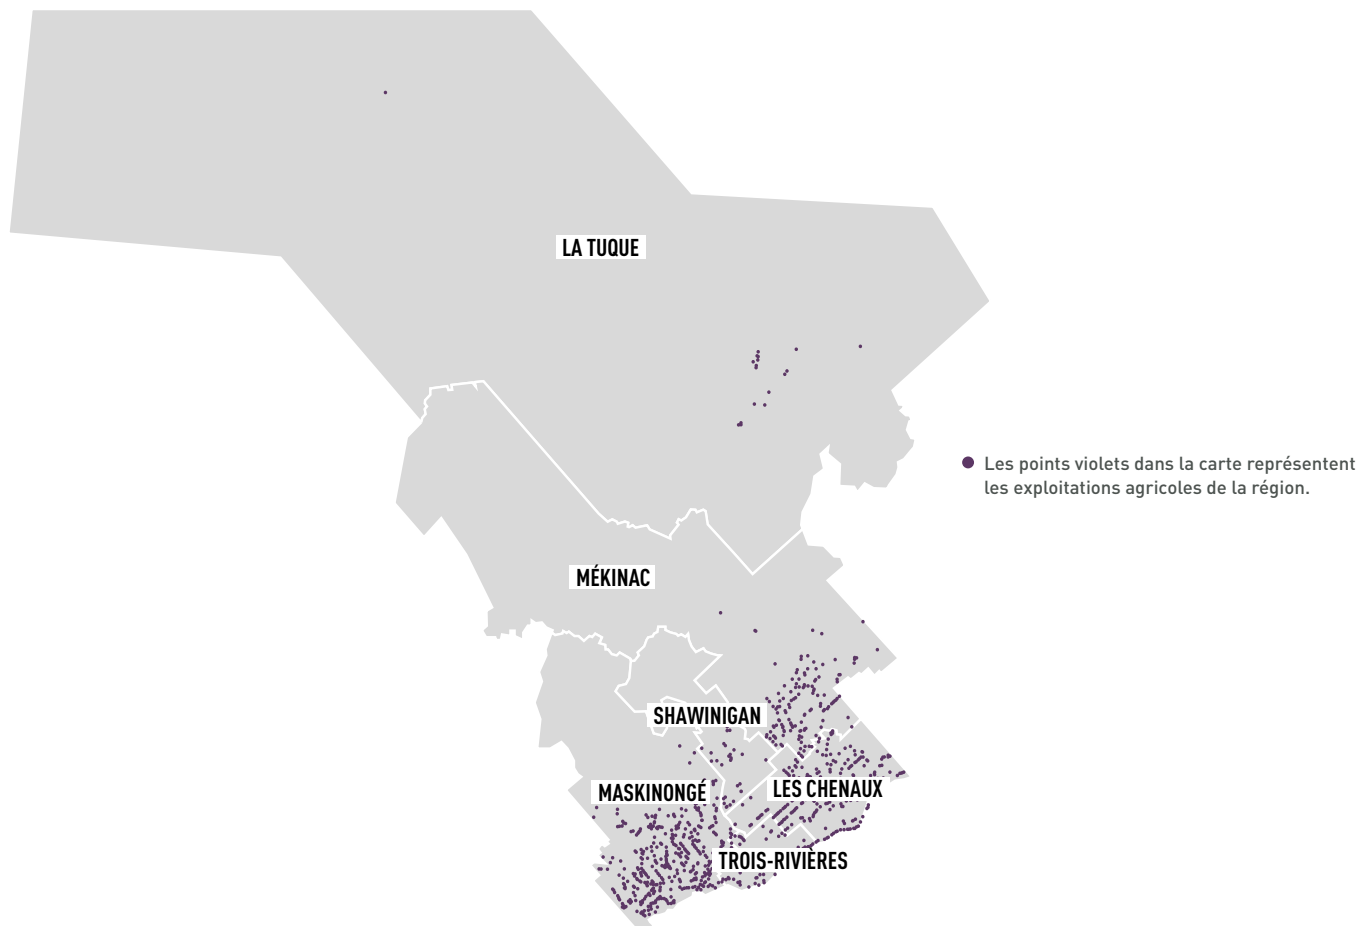 LA TUQUE
Les points violets dans la carte représentent
les exploitations agricoles de la région.
MÉKINAC
SHAWINIGAN
MASKINONGÉ
LES CHENAUX
TROIS-RIVIÈRES